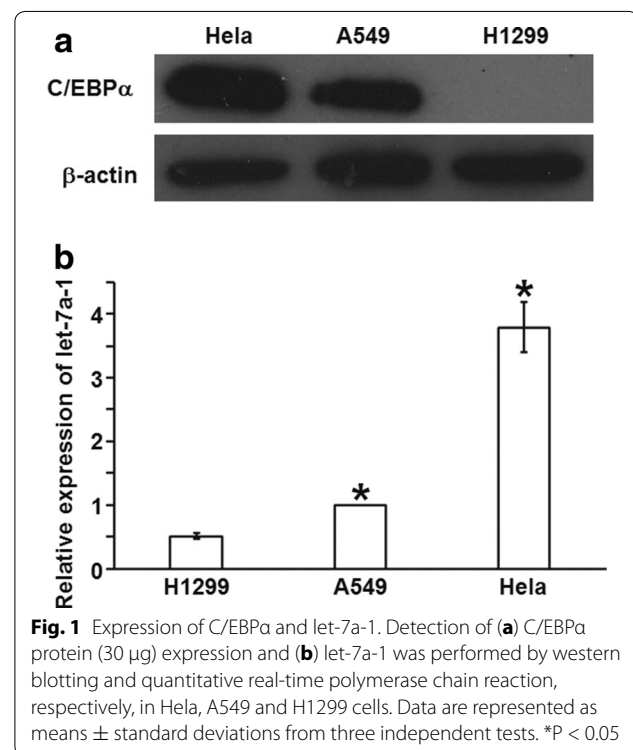 a
Hela A549 H1299
C/EBPα
β-actin
b
Relative expression of let-7a-1
4
3
2
1
0
*
*
H1299 A549 Hela
Fig. 1 Expression of C/EBPα and let-7a-1. Detection of (a) C/EBPα
protein (30 μg) expression and (b) let-7a-1 was performed by western
blotting and quantitative real-time polymerase chain reaction,
respectively, in Hela, A549 and H1299 cells. Data are represented as
means ± standard deviations from three independent tests. *P < 0.05